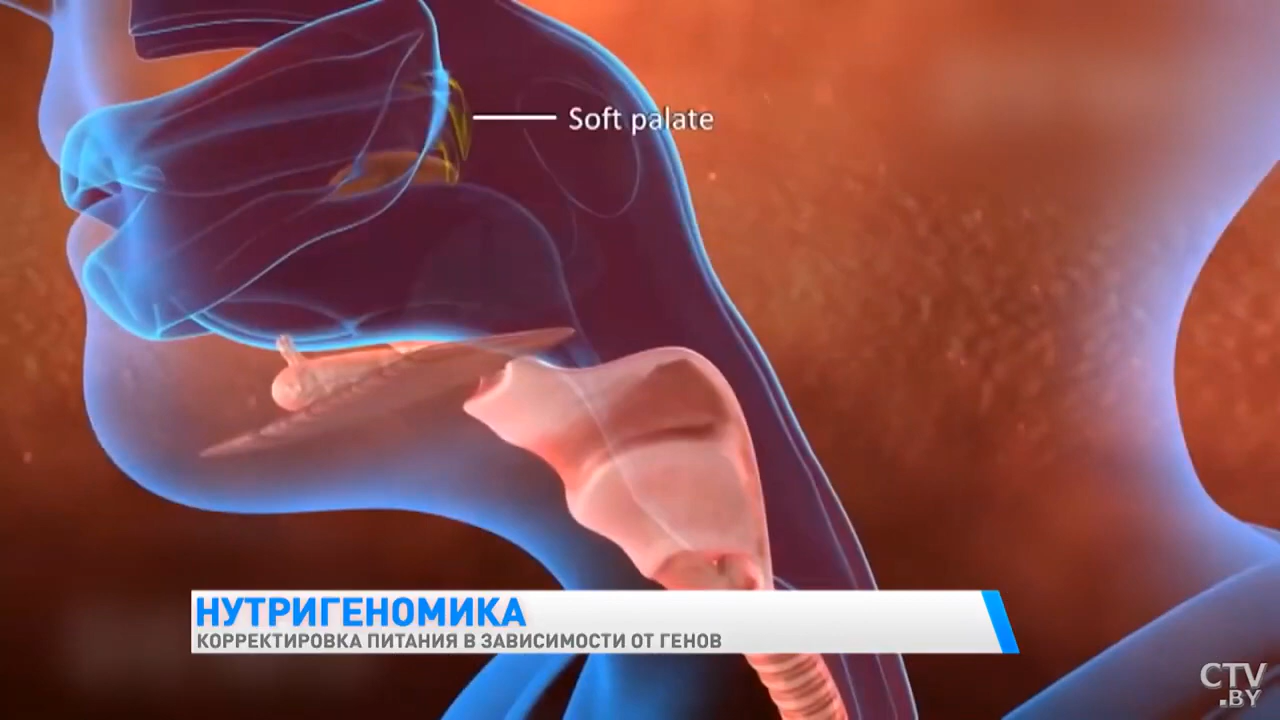 Soft palate
НУТРИГЕНОМИКА
КОРРЕКТИРОВКА ПИТАНИЯ В ЗАВИСИМОСТИ ОТ ГЕНОВ
CTV
.BY